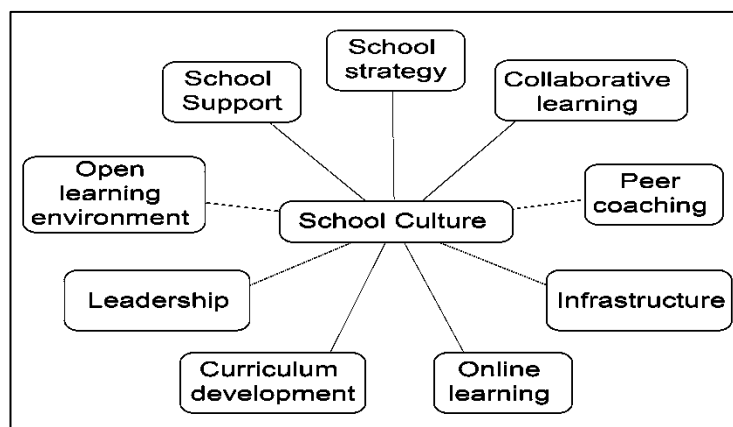 School
strategy
School
Support
Collaborative
learning
Open
learning
environment
Peer
coaching
School Culture
Leadership
Infrastructure
Curriculum
development
Online
learning